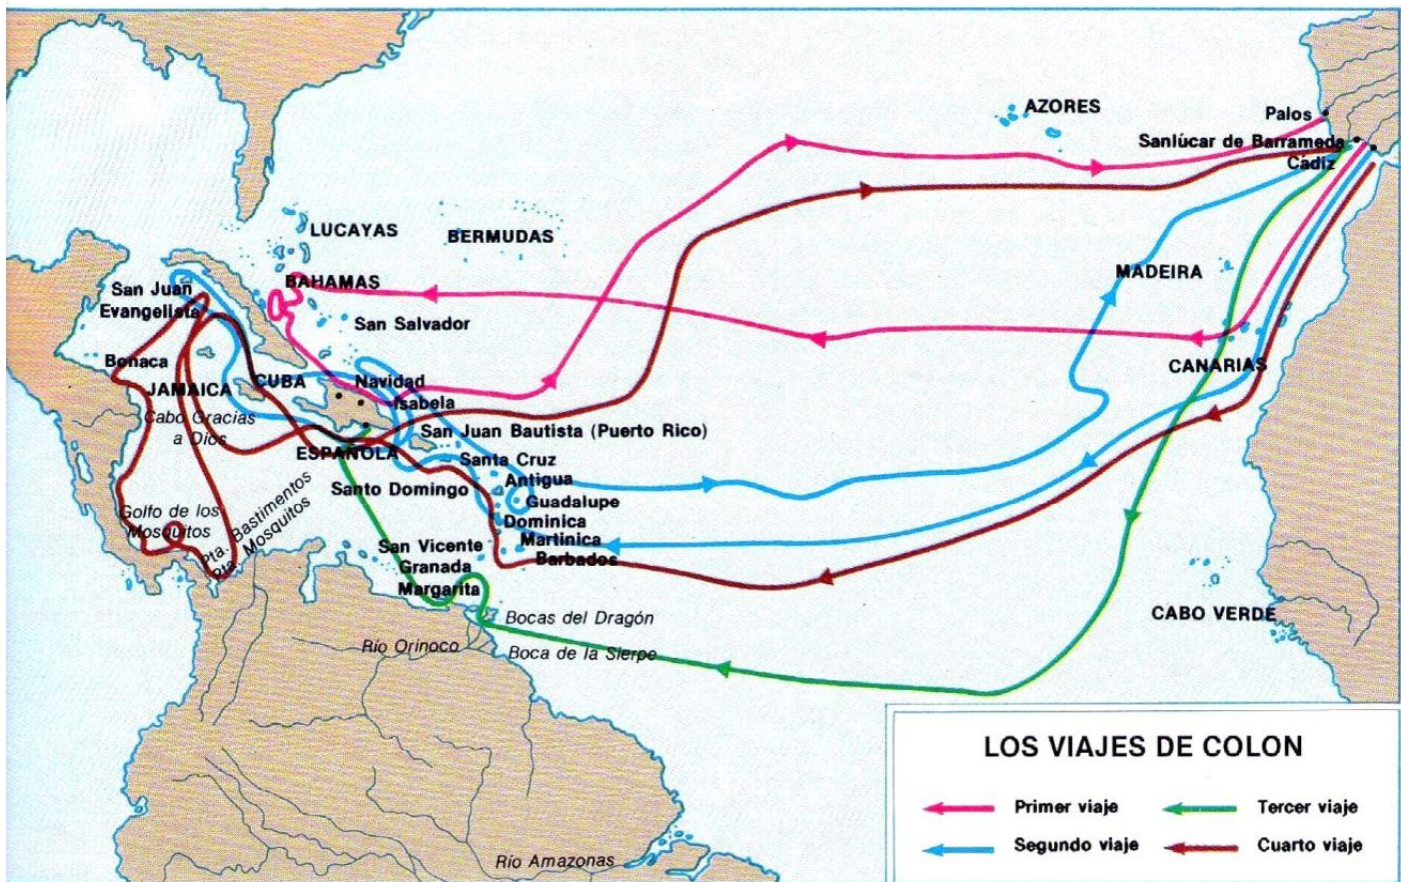 AZORES
Palos
Sanlúcar de Barrameda
Cádiz
LUCAYAS
BERMUDAS
MADEIRA
BAHAMAS
San Juan
Evangelista
San Salvador
Bonaca
CANARIAS
JAMAICA
CUBA
Navidad
Isabela
Cabo Gracias
a Dios
San Juan Bautista (Puerto Rico)
ESPAÑOLA
Santa Cruz
Antigua
Santo Domingo
Guadalupe
Golfo de los
Mosquitos
Pta. Bastimentos
Pta. Mosquitos
Dominica
Martinica
San Vicente
Barbados
Granada
Margarita
CABO VERDE
Bocas del Dragón
Río Orinoco
Boca de la Sierpe
LOS VIAJES DE COLON
Primer viaje
Tercer viaje
Segundo viaje
Cuarto viaje
Río Amazonas